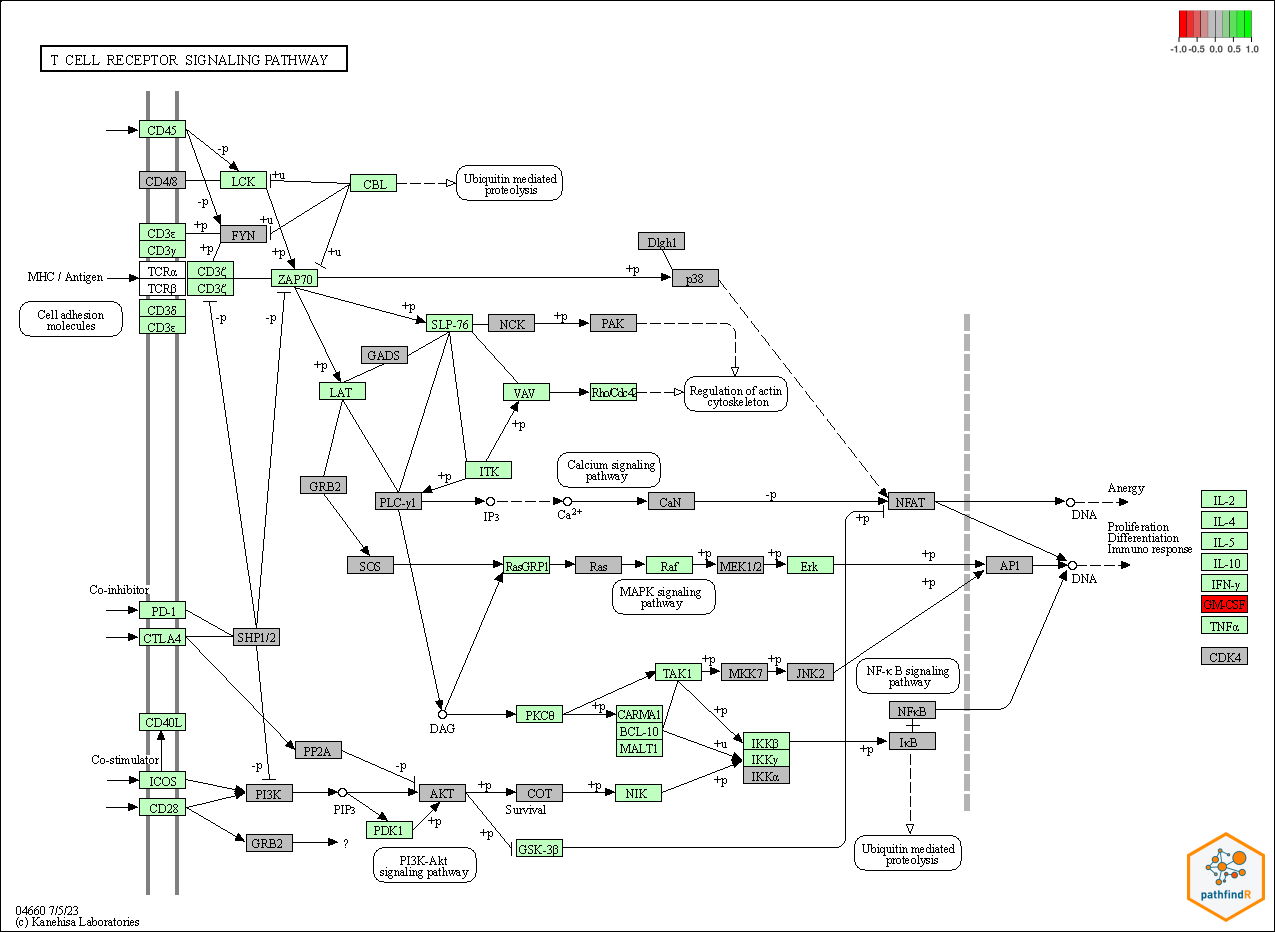 -1.0 -0.5 0.0 0.5 1.0
T CELL RECEPTOR SIGNALING PATHWAY
CD45
-p
CD4/8
LCK
+u
CBL
Ubiquitin mediated
proteolysis
-p
+u
CD3ε
+p
FYN
Dlgh1
CD3γ
+p
+p
+u
MHC / Antigen
TCRα
CD3ζ
ZAP70
+p
p38
TCRβ
CD3ζ
Cell adhesion
molecules
CD3δ
CD3ε
-p
-p
+p
SLP-76
NCK
+p
PAK
GADS
+p
LAT
VAV
Rho/Cdc42
Regulation of actin
cytoskeleton
+p
ITK
Calcium signaling
pathway
GRB2
+p
PLC-γ1
IP3
Ca2+
CaN
-p
NFAT
+p
DNA
Anergy
Proliferation
Differentiation
Immuno response
IL-2
IL-4
IL-5
IL-10
IFN-γ
GM-CSF
TNFα
CDK4
SOS
RasGRP1
Ras
Raf
+p
MEK1/2
+p
Erk
+p
+p
AP1
DNA
MAPK signaling
pathway
Co-inhibitor
PD-1
CTLA4
SHP1/2
TAK1
+p
MKK7
+p
JNK2
NF-κ B signaling
pathway
DAG
PKCθ
+p
CARMA1
BCL-10
MALT1
+p
+u
IKKβ
IKKγ
IKKα
+p
NFκB
IκB
CD40L
PP2A
Co-stimulator
-p
-p
ICOS
PI3K
PIP3
AKT
+p
COT
+p
NIK
+p
Survival
CD28
PDK1
+p
+p
GRB2
?
GSK-3β
PI3K-Akt
signaling pathway
Ubiquitin mediated
proteolysis
pathfindR
04660 7/5/23
(c) Kanehisa Laboratories